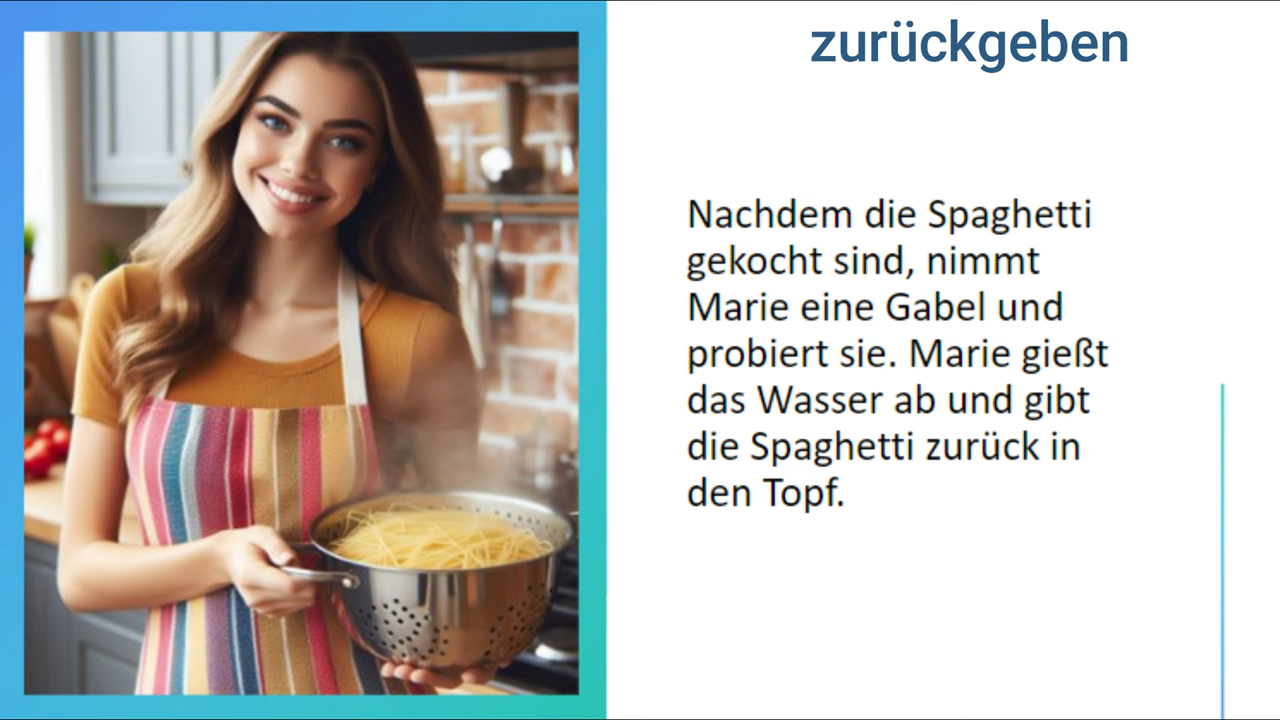 zurückgeben
Nachdem die Spaghetti
gekocht sind, nimmt
Marie eine Gabel und
probiert sie. Marie gießt
das Wasser ab und gibt
die Spaghetti zurück in
den Topf.